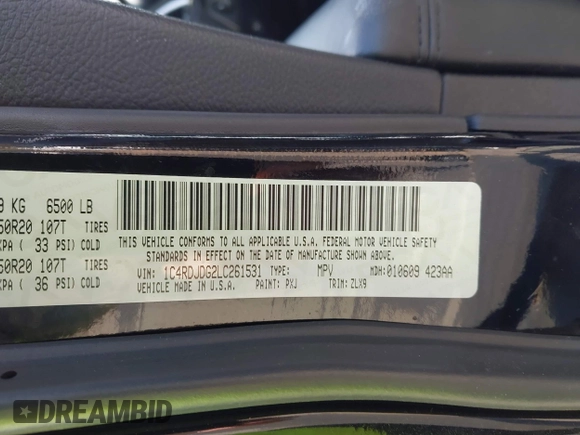 9 KG 6500 LB
50R20 107T TIRES
KPA ( 33 PSI) COLD
50R20 107T TIRES
KPA ( 36 PSI) COLD
THIS VEHICLE CONFORMS TO ALL APPLICABLE U.S.A. FEDERAL MOTOR VEHICLE SAFETY
STANDARDS IN EFFECT ON THE DATE OF MANUFACTURE SHOWN ABOVE.
VIN: 1C4RDJDG2LC261531 TYPE: MPV MDH:010609 423AA
VEHICLE MADE IN U.S.A. PAINT: PXJ TRIM: ZLX9
DREAMBID